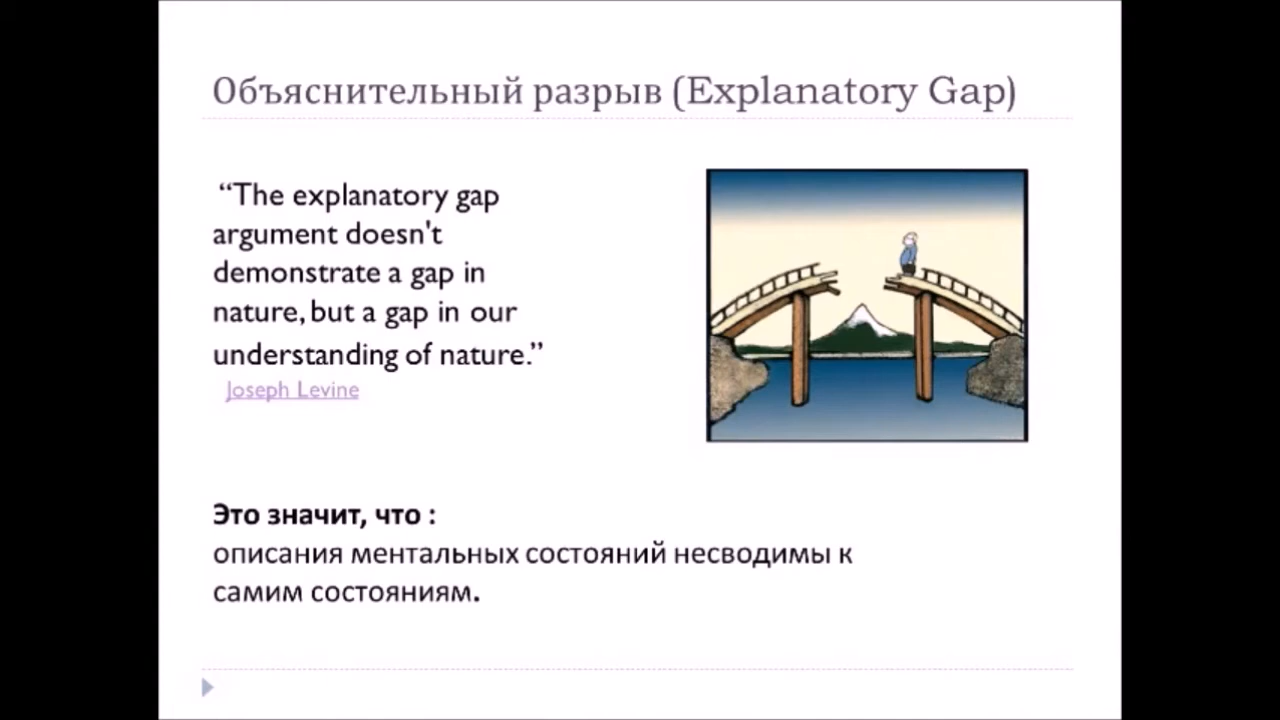 Объяснительный разрыв (Explanatory Gap)
“The explanatory gap
argument doesn't
demonstrate a gap in
nature, but a gap in our
understanding of nature.”
Joseph Levine
Это значит, что :
описания ментальных состояний несводимы к
самим состояниям.